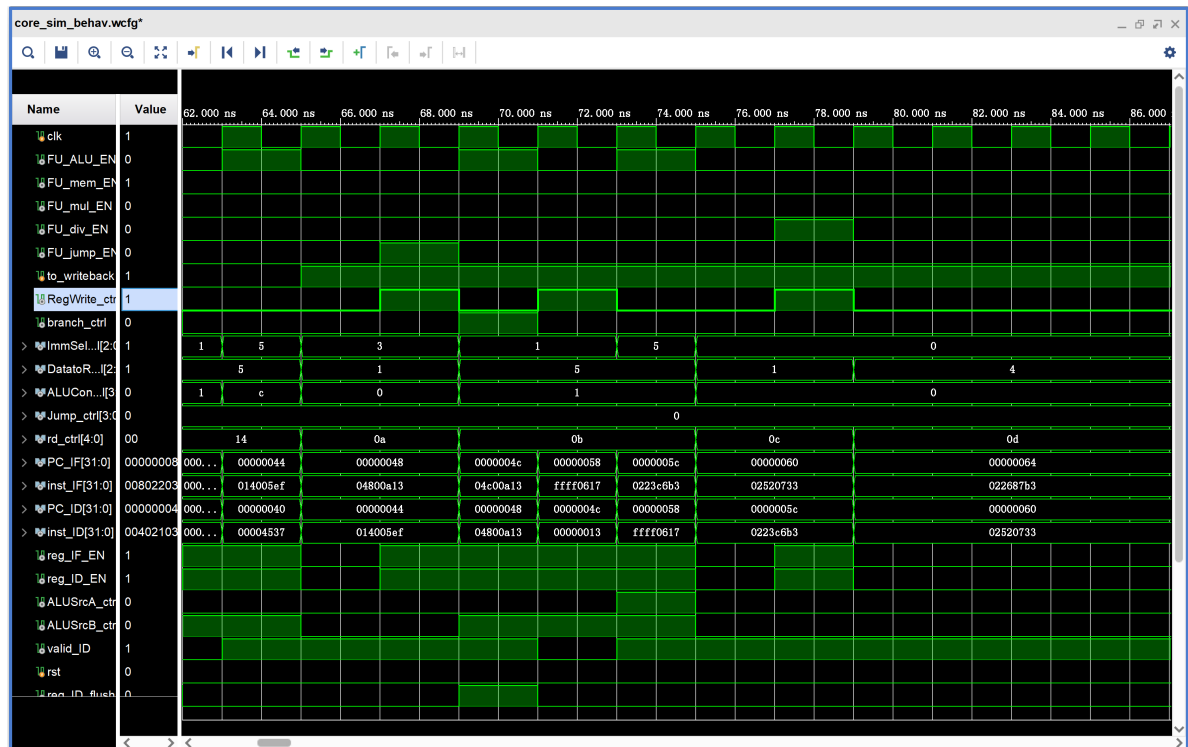 core_sim_behav.wcfg*
Name Value
62.000 ns 64.000 ns 66.000 ns 68.000 ns 70.000 ns 72.000 ns 74.000 ns 76.000 ns 78.000 ns 80.000 ns 82.000 ns 84.000 ns 86.000
clk 1
FU_ALU_EN 0
FU_mem_EN 1
FU_mul_EN 0
FU_div_EN 0
FU_jump_EN 0
to_writeback 1
RegWrite_ctr 1
branch_ctrl 0
ImmSel...l[2:0 1 1 5 3 1 5 0
DatatoR...l[2: 1 5 1 5 1 4
ALUCon...l[3 0 1 c 0 1 0
Jump_ctrl[3:0 0 0
rd_ctrl[4:0] 00 14 0a 0b 0c 0d
PC_IF[31:0] 00000008 000... 00000044 00000048 0000004c 00000058 0000005c 00000060 00000064
inst_IF[31:0] 00802203 000... 014005ef 04800a13 04c00a13 ffff0617 0223c6b3 02520733 022687b3
PC_ID[31:0] 00000004 000... 00000040 00000044 00000048 0000004c 00000058 0000005c 00000060
inst_ID[31:0] 00402103 000... 00004537 014005ef 04800a13 00000013 ffff0617 0223c6b3 02520733
reg_IF_EN 1
reg_ID_EN 1
ALUSrcA_ctr 0
ALUSrcB_ctr 0
valid_ID 1
rst 0
reg_ID_flush 0